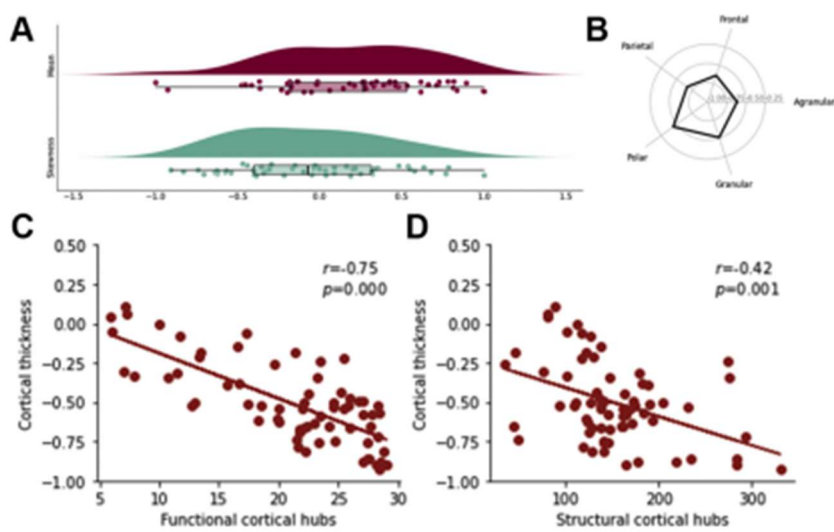 A
Mean
Skewness
−1.5 −1.0 −0.5 0.0 0.5 1.0 1.5
B
Frontal
Parietal
Agranular
Polar
Granular
C
r=-0.75
p=0.000
Cortical thickness
0.50
0.25
0.00
−0.25
−0.50
−0.75
−1.00
5 10 15 20 25 30
Functional cortical hubs
D
r=-0.42
p=0.001
Cortical thickness
0.50
0.25
0.00
−0.25
−0.50
−0.75
−1.00
100 200 300
Structural cortical hubs